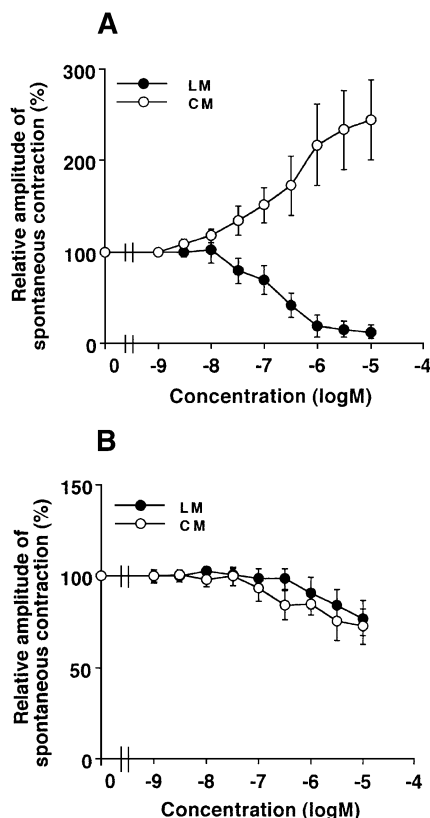 A
Relative amplitude of
spontaneous contraction (%)
300
200
100
0
LM
CM
0 -9 -8 -7 -6 -5 -4
Concentration (logM)
B
Relative amplitude of
spontaneous contraction (%)
150
100
50
0
LM
CM
0 -9 -8 -7 -6 -5 -4
Concentration (logM)